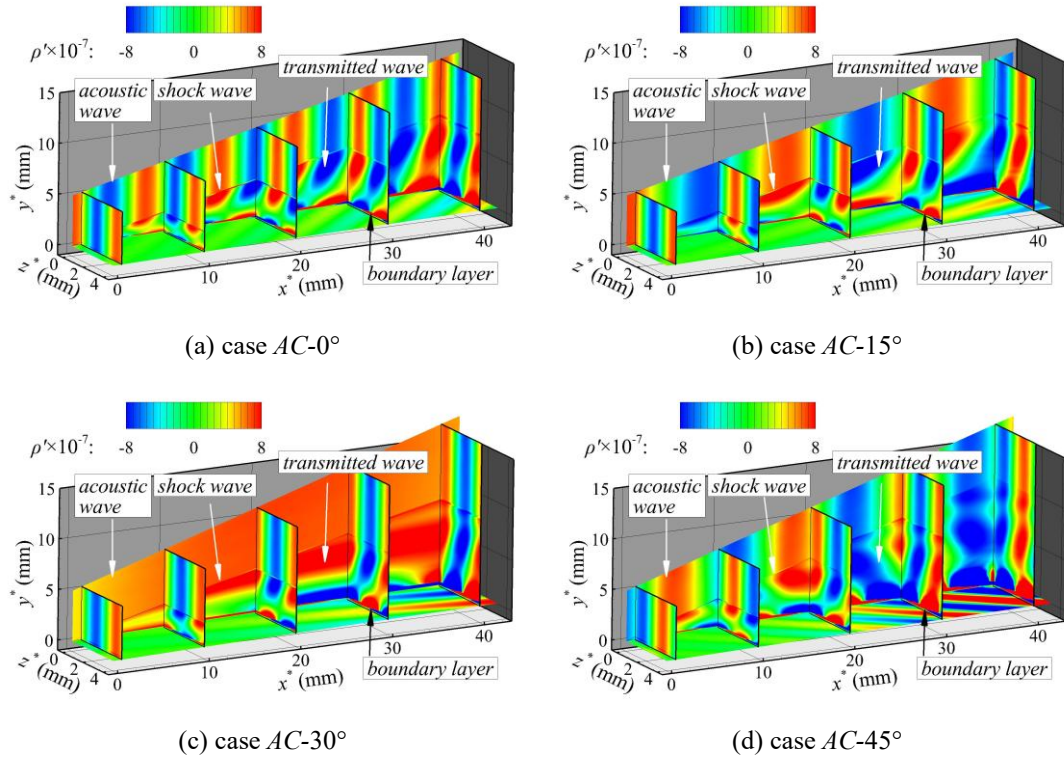 ρ'×10⁻⁷: -8 0 8
acoustic wave
shock wave
transmitted wave
15
10
5
0
y* (mm)
0
2
4
z* (mm)
0 10 20 30 40
x* (mm)
boundary layer
(a) case AC-0°
ρ'×10⁻⁷: -8 0 8
acoustic wave
shock wave
transmitted wave
15
10
5
0
y* (mm)
0
2
4
z* (mm)
0 10 20 30 40
x* (mm)
boundary layer
(b) case AC-15°
ρ'×10⁻⁷: -8 0 8
acoustic wave
shock wave
transmitted wave
15
10
5
0
y* (mm)
0
2
4
z* (mm)
0 10 20 30 40
x* (mm)
boundary layer
(c) case AC-30°
ρ'×10⁻⁷: -8 0 8
acoustic wave
shock wave
transmitted wave
15
10
5
0
y* (mm)
0
2
4
z* (mm)
0 10 20 30 40
x* (mm)
boundary layer
(d) case AC-45°